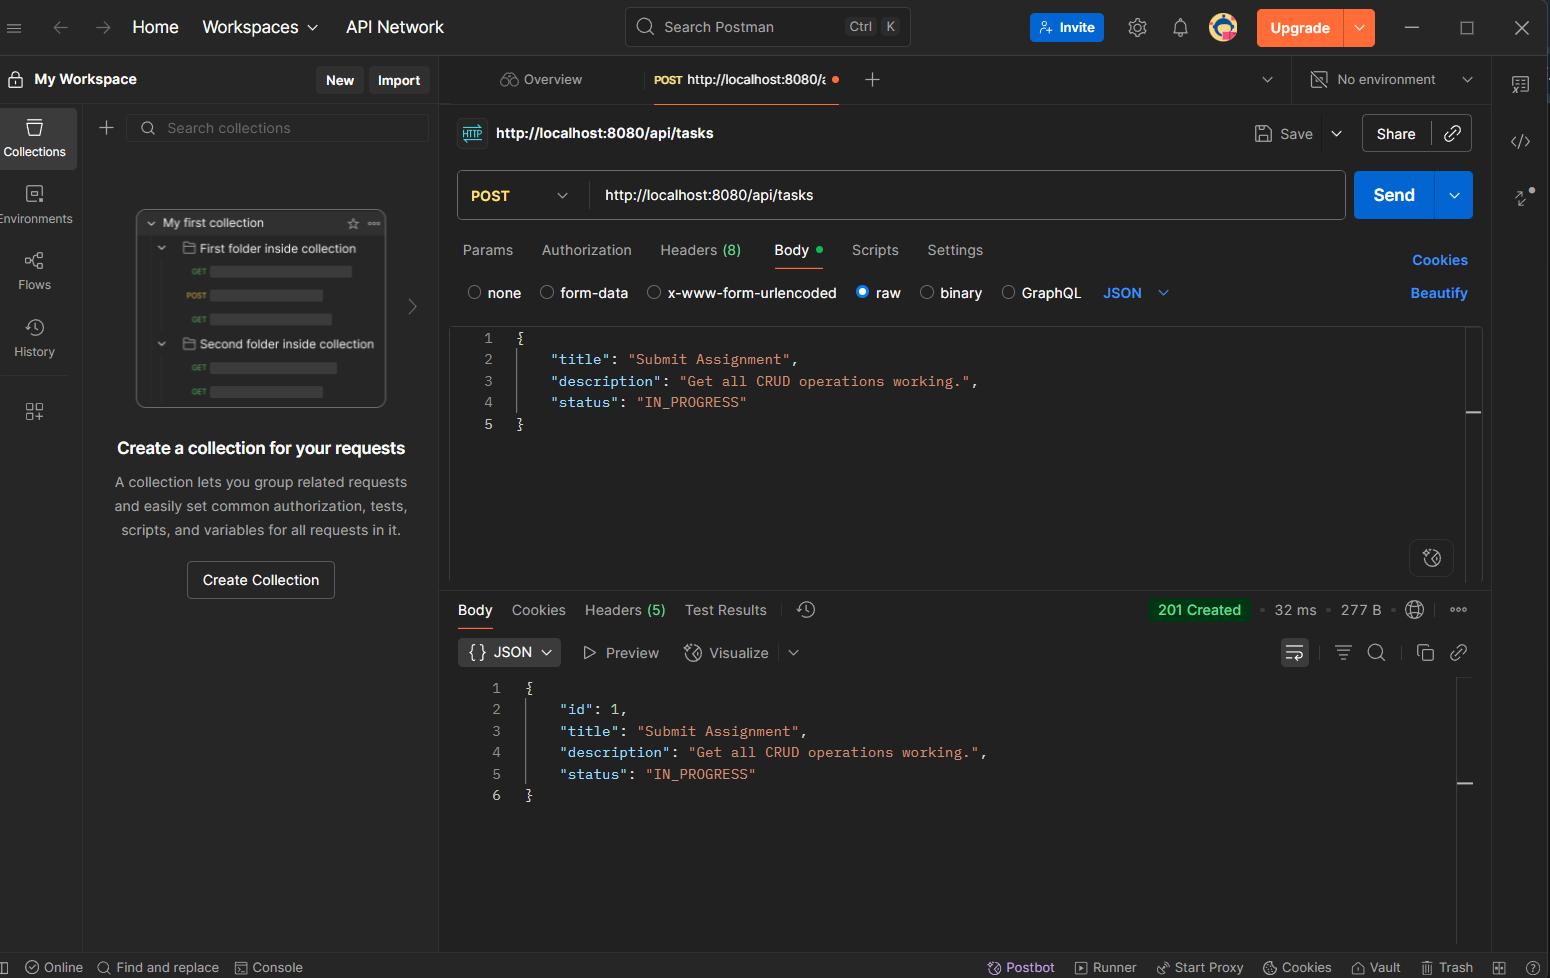 Home Workspaces API Network Search Postman Ctrl K Invite Upgrade
My Workspace New Import Overview POST http://localhost:8080/a No environment
Collections
Environments
Flows
History
Search collections
My first collection
First folder inside collection
GET
POST
GET
Second folder inside collection
GET
GET
Create a collection for your requests
A collection lets you group related requests
and easily set common authorization, tests,
scripts, and variables for all requests in it.
Create Collection
HTTP http://localhost:8080/api/tasks Save Share
POST http://localhost:8080/api/tasks Send
Params Authorization Headers (8) Body Scripts Settings Cookies
none form-data x-www-form-urlencoded raw binary GraphQL JSON Beautify
1 {
2 "title": "Submit Assignment",
3 "description": "Get all CRUD operations working.",
4 "status": "IN_PROGRESS"
5 }
Body Cookies Headers (5) Test Results 201 Created 32 ms 277 B
{} JSON Preview Visualize
1 {
2 "id": 1,
3 "title": "Submit Assignment",
4 "description": "Get all CRUD operations working.",
5 "status": "IN_PROGRESS"
6 }
Online Find and replace Console Postbot Runner Start Proxy Cookies Vault Trash